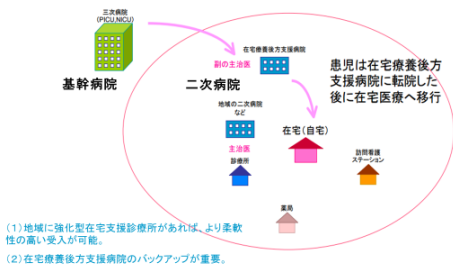 三次病院
(PICU,NICU)
在宅療養後方支援病院
副の主治医
患児は在宅療養後方
支援病院に転院した
後に在宅医療へ移行
基幹病院
二次病院
地域の二次病院
など
在宅(自宅)
主治医
診療所
訪問看護
ステーション
薬局
(1)地域に強化型在宅支援診療所があれば、より柔軟
性の高い受入が可能。
(2)在宅療養後方支援病院のバックアップが重要。